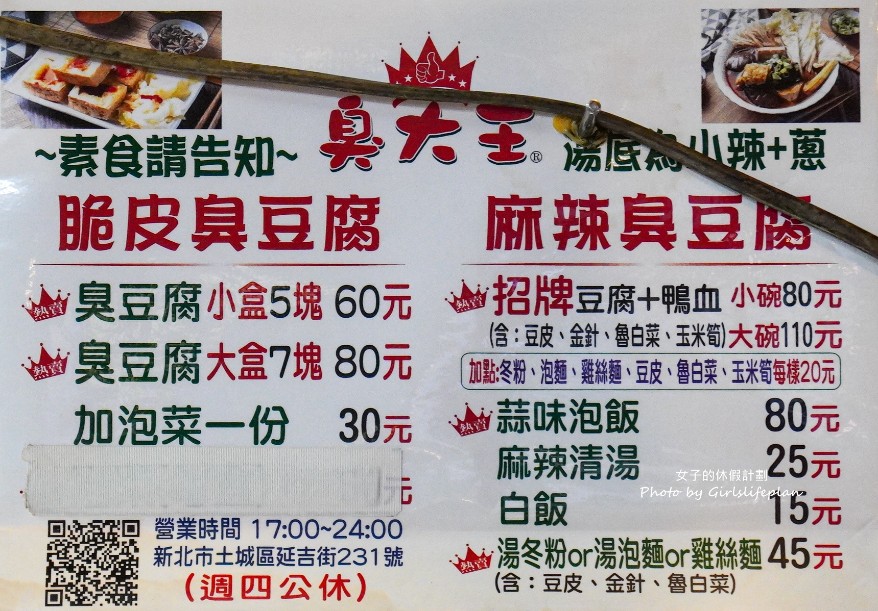 臭大王®
~素食請告知~
脆皮臭豆腐
熱賣 臭豆腐 小盒5塊 60元
熱賣 臭豆腐 大盒7塊 80元
加泡菜一份 30元
元
營業時間 17:00~24:00
新北市土城區延吉街231號
(週四公休)
湯底為小辣+蔥
麻辣臭豆腐
熱賣 招牌豆腐+鴨血 小碗80元
(含:豆皮、金針、魯白菜、玉米筍)大碗110元
加點:冬粉、泡麵、雞絲麵、豆皮、魯白菜、玉米筍每樣20元
熱賣 蒜味泡飯 80元
麻辣清湯 25元
白飯 15元
熱賣 湯冬粉or湯泡麵or雞絲麵 45元
(含:豆皮、金針、魯白菜)
女子的休假計劃
Photo by Girlslifeplan